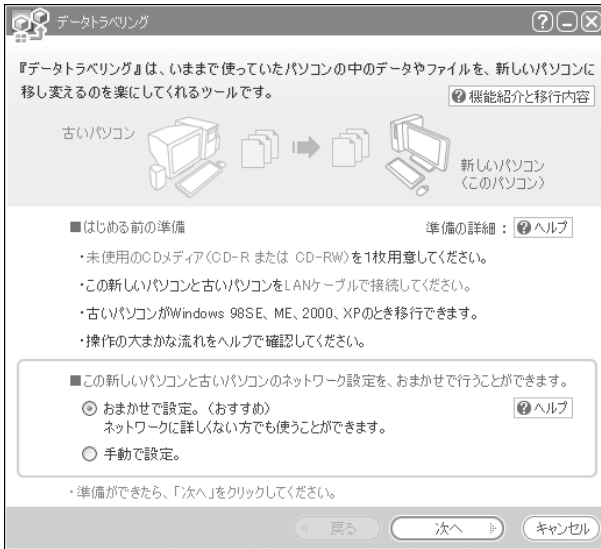 データトラベリング
『データトラベリング』は、いままで使っていたパソコンの中のデータやファイルを、新しいパソコンに
移し変えるのを楽にしてくれるツールです。
?機能紹介と移行内容
古いパソコン
新しいパソコン
(このパソコン)
■はじめる前の準備
準備の詳細：
?ヘルプ
・未使用のCDメディア(CD-R または CD-RW)を1枚用意してください。
・この新しいパソコンと古いパソコンをLANケーブルで接続してください。
・古いパソコンがWindows 98SE、ME、2000、XPのとき移行できます。
・操作の大まかな流れをヘルプで確認してください。
■この新しいパソコンと古いパソコンのネットワーク設定を、おまかせで行うことができます。
おまかせで設定。(おすすめ)
?ヘルプ
ネットワークに詳しくない方でも使うことができます。
手動で設定。
・準備ができたら、「次へ」をクリックしてください。
戻る
次へ
キャンセル